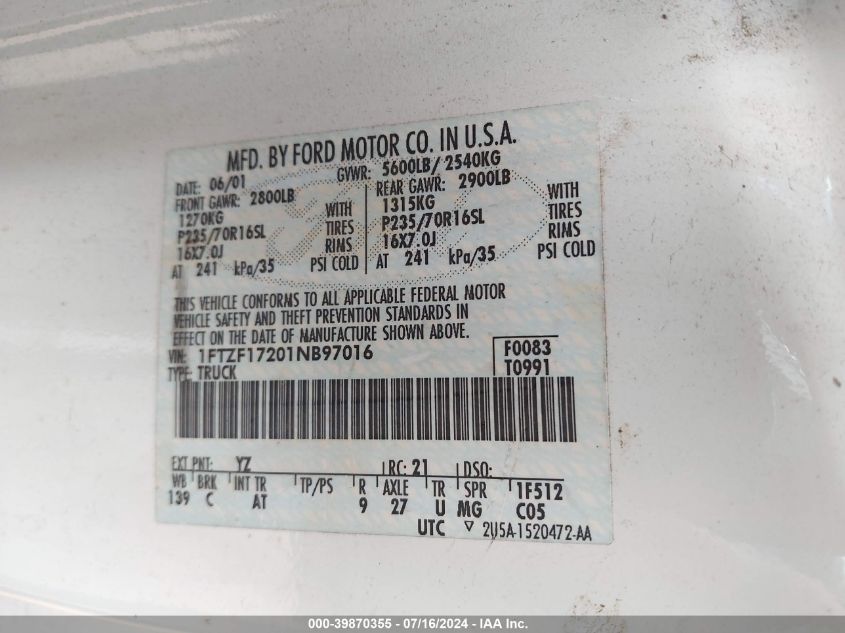 MFD. BY FORD MOTOR CO. IN U.S.A.
DATE: 06/01 GVWR: 5600LB/ 2540KG
FRONT GAWR: 2800LB REAR GAWR: 2900LB
1270KG WITH 1315KG WITH
P235/70R16SL TIRES P235/70R16SL TIRES
16X7.0J RIMS 16X7.0J RIMS
AT 241 kPa/35 PSI COLD AT 241 kPa/35 PSI COLD
THIS VEHICLE CONFORMS TO ALL APPLICABLE FEDERAL MOTOR
VEHICLE SAFETY AND THEFT PREVENTION STANDARDS IN
EFFECT ON THE DATE OF MANUFACTURE SHOWN ABOVE.
VIN: 1FTZF17201NB97016 F0083
TYPE: TRUCK T0991
EXT PNT: YZ RC: 21 DSO:
WB BRK INT TR TP/PS R AXLE TR SPR 1F512
139 C AT 9 27 U MG C05
UTC ▽ 2U5A-1520472-AA
000-39870355 - 07/16/2024 - IAA Inc.